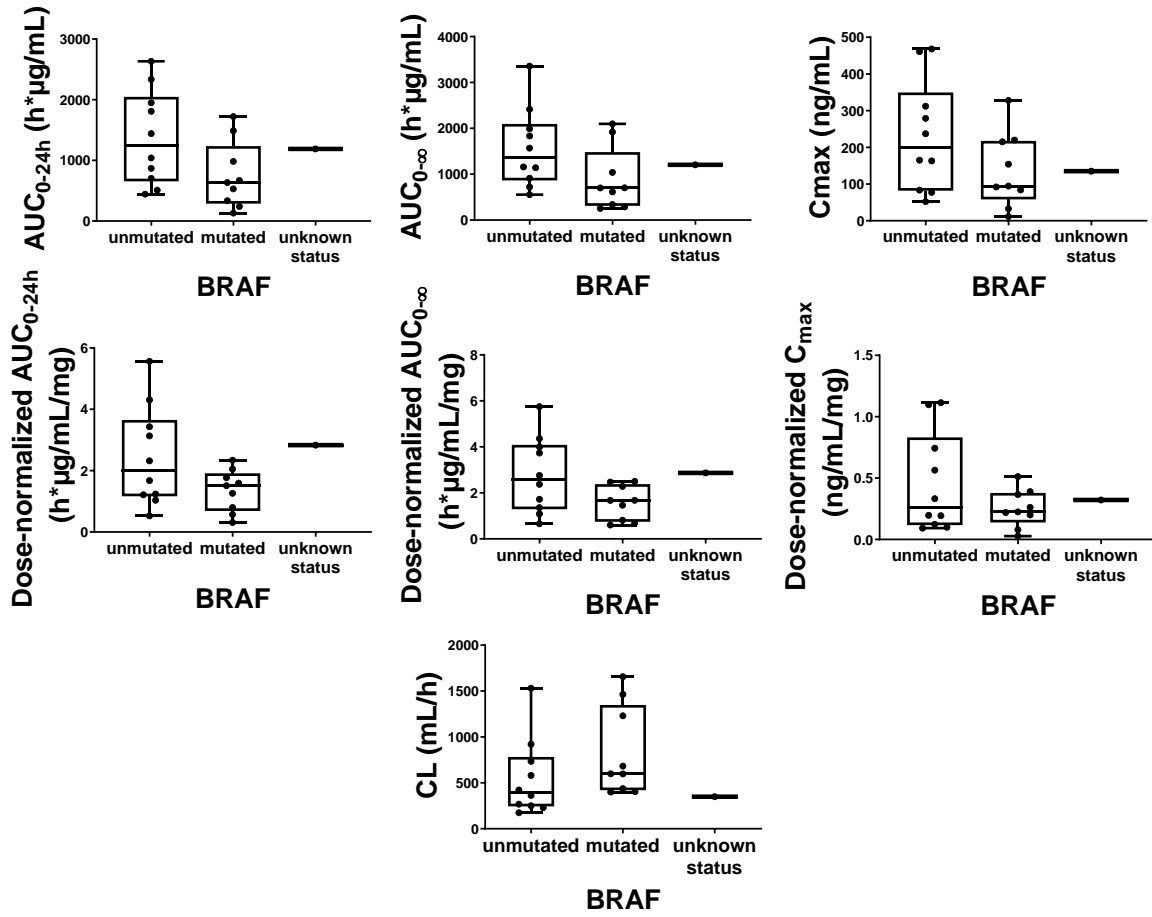 AUC0-24h (h*µg/mL)
3000
2000
1000
0
unmutated mutated unknown
status
BRAF
AUC0-∞ (h*µg/mL)
4000
3000
2000
1000
0
unmutated mutated unknown
status
BRAF
Cmax (ng/mL)
500
400
300
200
100
0
unmutated mutated unknown
status
BRAF
Dose-normalized AUC0-24h
(h*µg/mL/mg)
6
4
2
0
unmutated mutated unknown
status
BRAF
Dose-normalized AUC0-∞
(h*µg/mL/mg)
8
6
4
2
0
unmutated mutated unknown
status
BRAF
Dose-normalized Cmax
(ng/mL/mg)
1.5
1.0
0.5
0.0
unmutated mutated unknown
status
BRAF
CL (mL/h)
2000
1500
1000
500
0
unmutated mutated unknown
status
BRAF